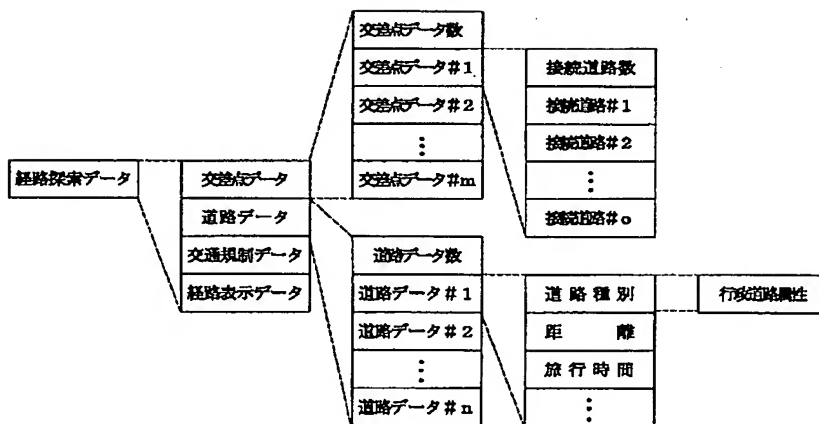 経路探索データ
交差点データ
道路データ
交通規制データ
経路表示データ
交差点データ数
交差点データ#1
交差点データ#2
⋮
交差点データ#m
接続道路数
接続道路#1
接続道路#2
⋮
接続道路#o
道路データ数
道路データ#1
道路データ#2
⋮
道路データ#n
道路種別
距離
旅行時間
⋮
行政道路属性